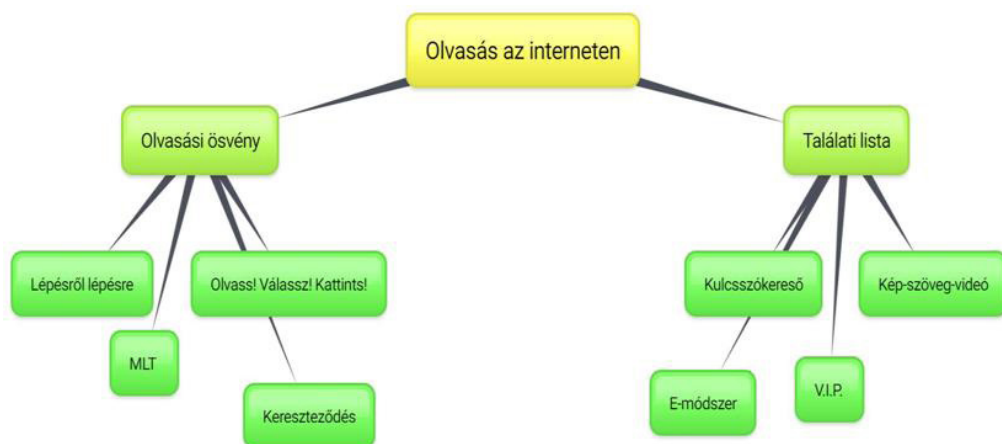 Olvasás az interneten
Olvasási ösvény
Találati lista
Lépésről lépésre
Olvass! Válassz! Kattints!
Kulcsszókereső
Kép-szöveg-videó
MLT
Kereszteződés
E-módszer
V.I.P.